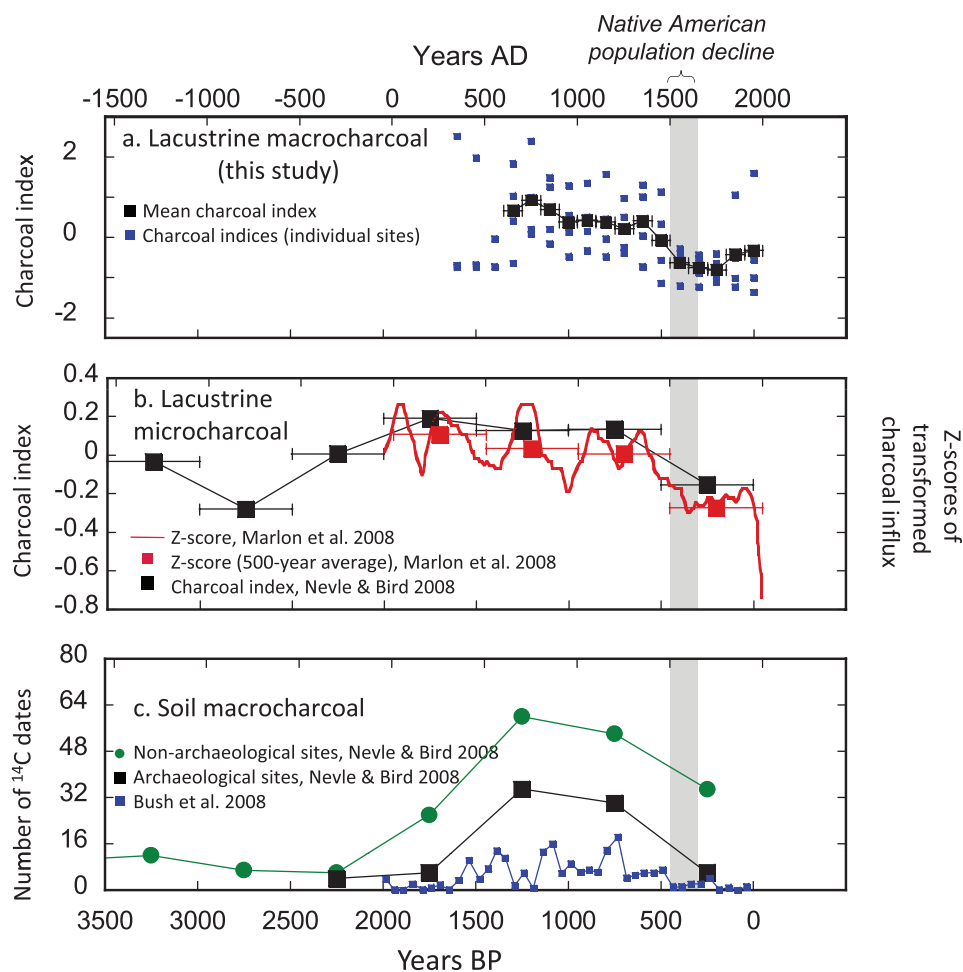 Native American
population decline
Years AD
-1500 -1000 -500 0 500 1000 1500 2000
a. Lacustrine macrocharcoal
(this study)
Mean charcoal index
Charcoal indices (individual sites)
Charcoal index
2
0
-2
b. Lacustrine
microcharcoal
Z-score, Marlon et al. 2008
Z-score (500-year average), Marlon et al. 2008
Charcoal index, Nevle & Bird 2008
Charcoal index
0.4
0.2
0
-0.2
-0.4
-0.6
-0.8
Z-scores of
transformed
charcoal influx
c. Soil macrocharcoal
Non-archaeological sites, Nevle & Bird 2008
Archaeological sites, Nevle & Bird 2008
Bush et al. 2008
Number of ¹⁴C dates
80
64
48
32
16
0
3500 3000 2500 2000 1500 1000 500 0
Years BP